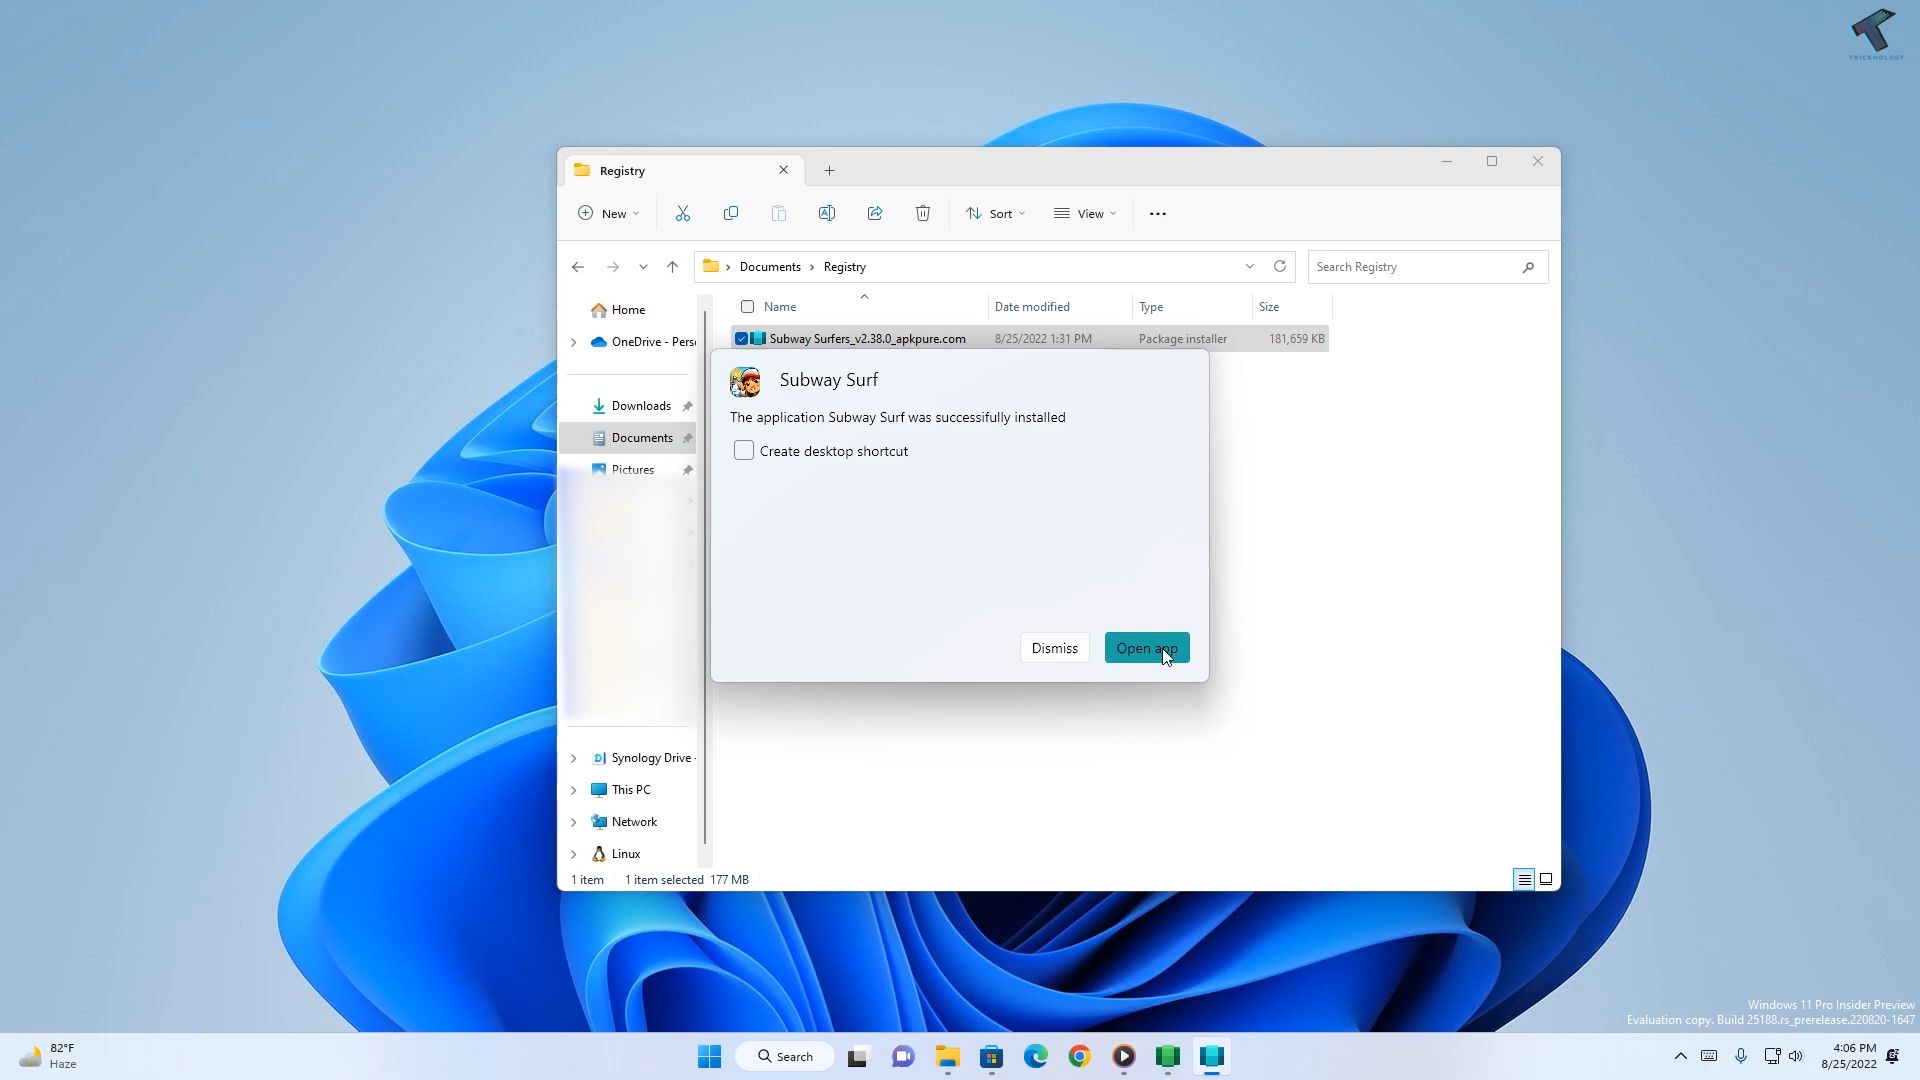 TRICKNOLOGY
Registry
New
Sort
View
Documents
Registry
Search Registry
Home
OneDrive - Perso
Downloads
Documents
Pictures
Synology Drive -
This PC
Network
Linux
Name
Date modified
Type
Size
Subway Surfers_v2.38.0_apkpure.com
8/25/2022 1:31 PM
Package installer
181,659 KB
Subway Surf
The application Subway Surf was successfully installed
Create desktop shortcut
Dismiss
Open app
1 item
1 item selected 177 MB
Windows 11 Pro Insider Preview
Evaluation copy. Build 25188.rs_prerelease.220820-1647
82°F
Haze
Search
4:06 PM
8/25/2022